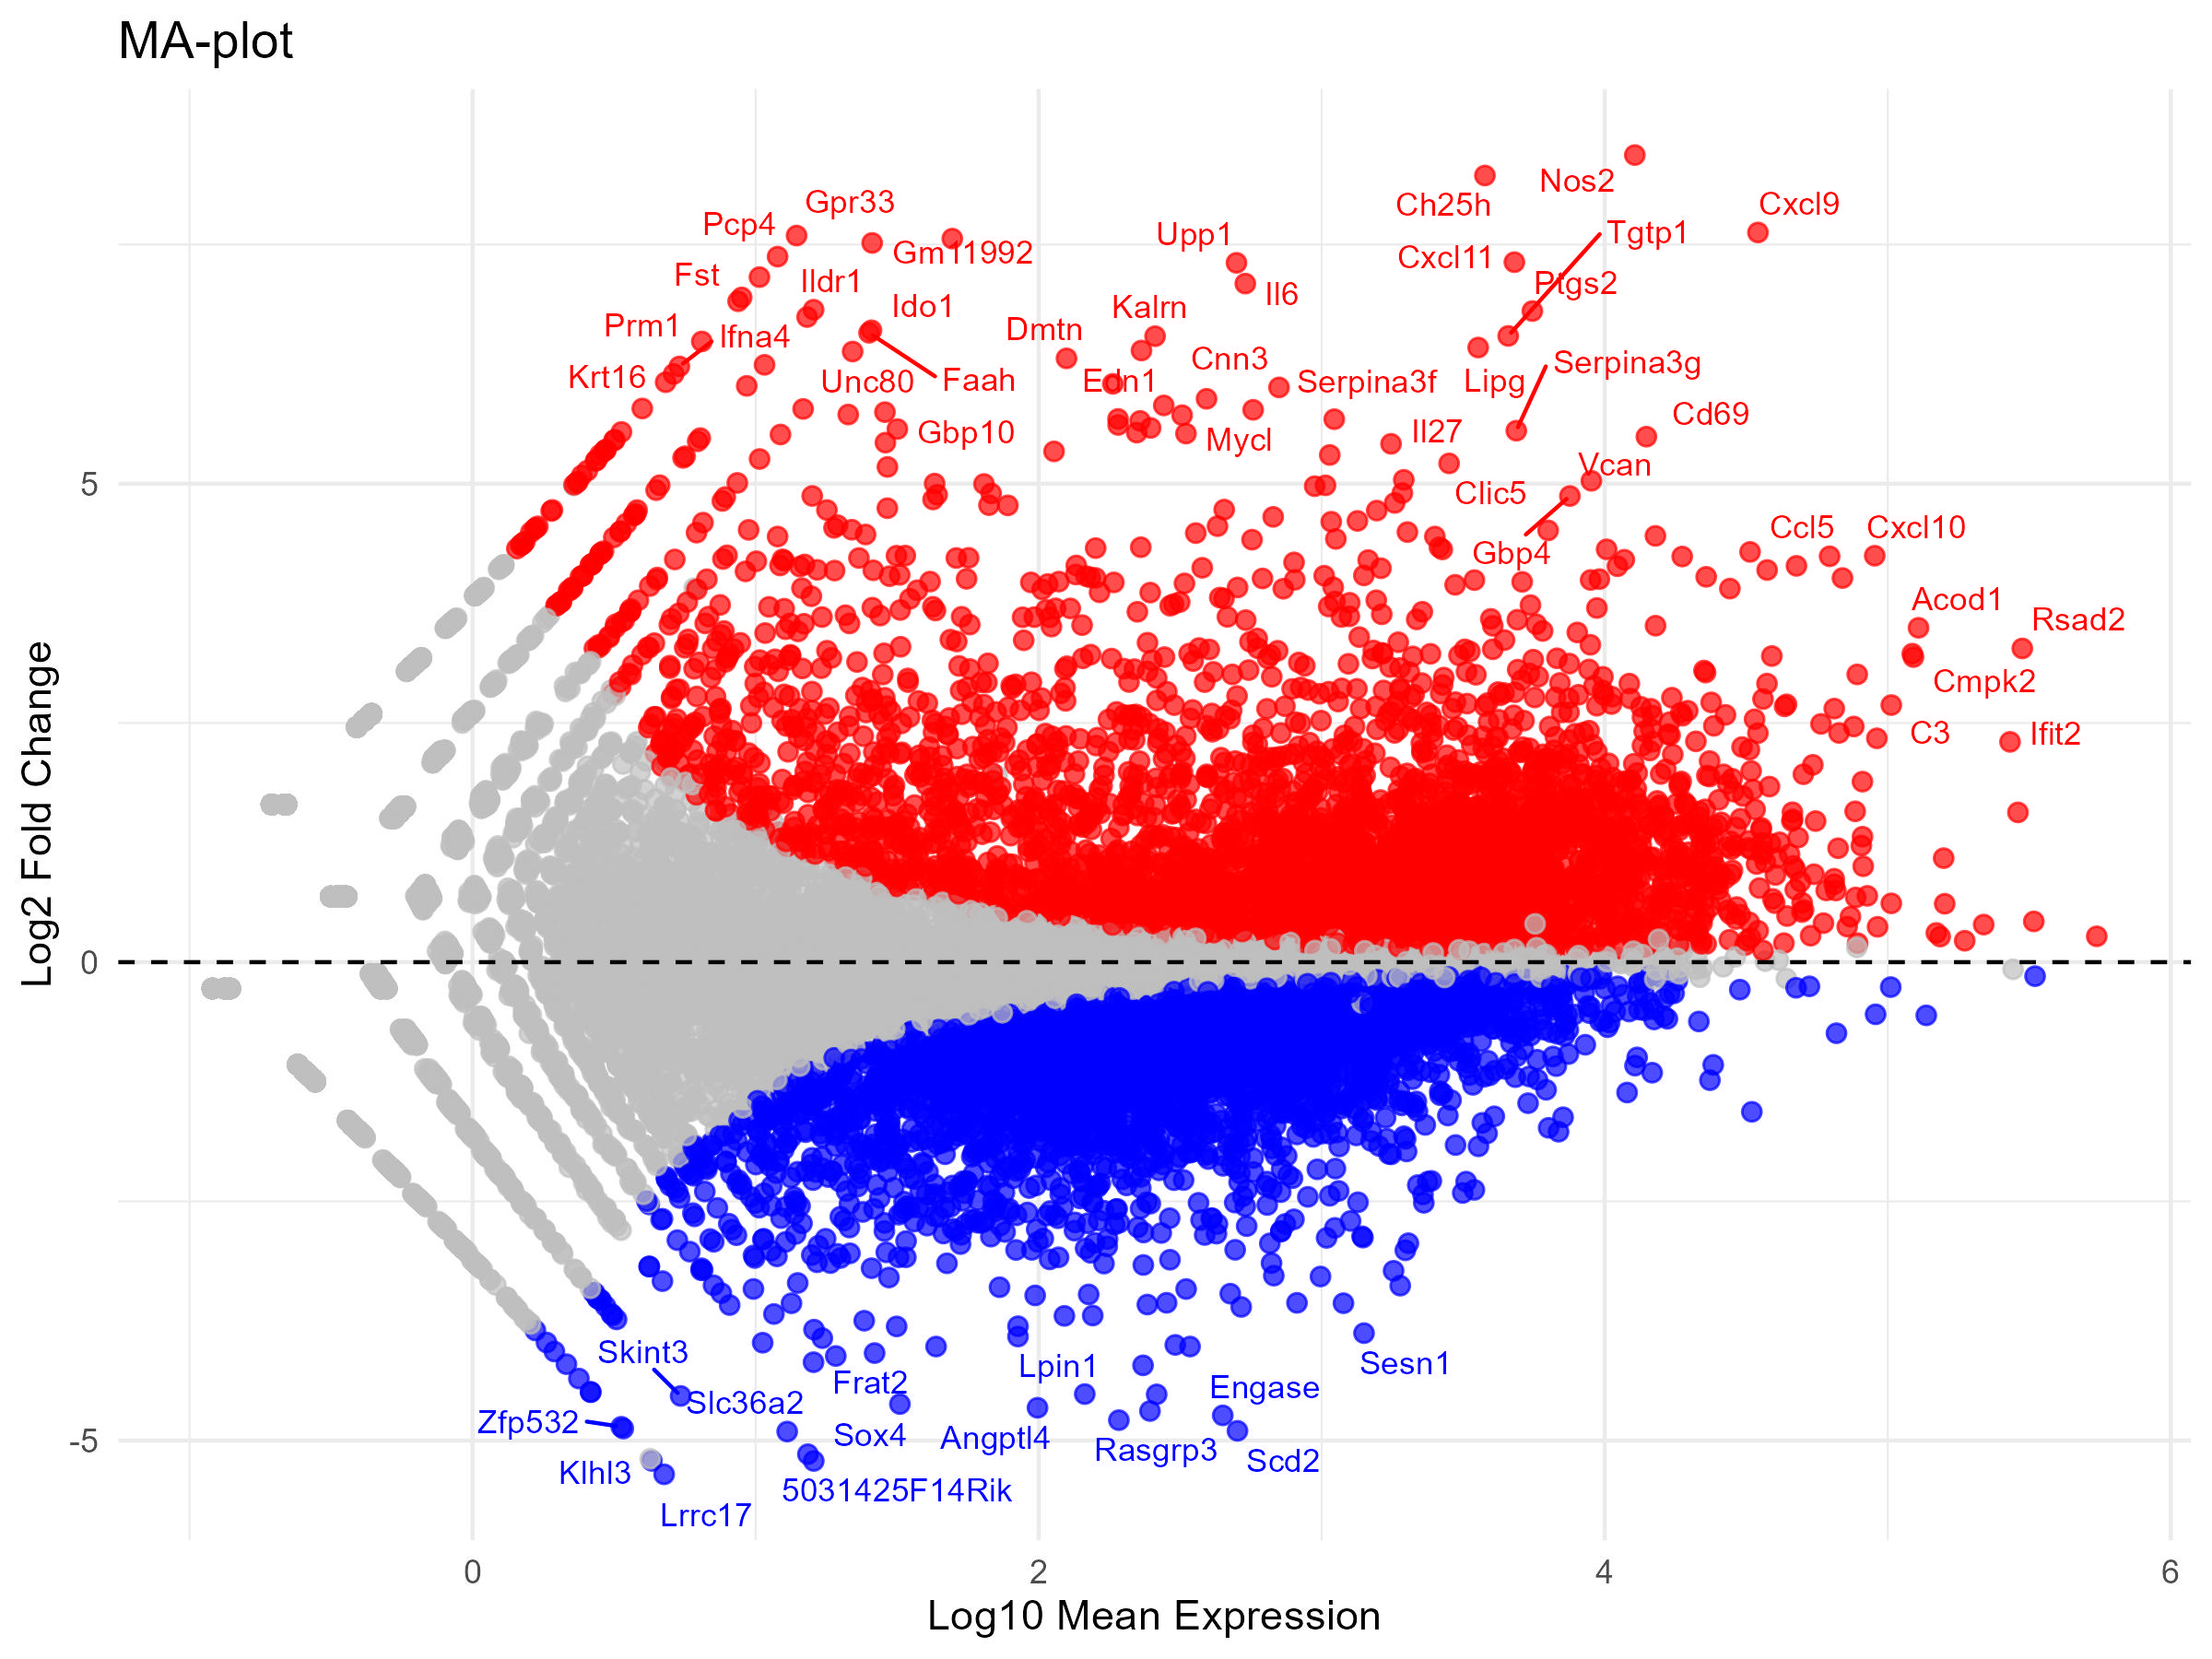 MA-plot
Nos2
Ch25h
Cxcl9
Gpr33
Pcp4
Upp1
Tgtp1
Gm11992
Cxcl11
Fst
Ildr1
Ptgs2
Il6
Ido1
Kalrn
Prm1
Ifna4
Dmtn
Cnn3
Serpina3g
Krt16
Unc80
Faah
Edn1
Serpina3f
Lipg
Cd69
Gbp10
Mycl
Il27
Vcan
5
Clic5
Ccl5
Cxcl10
Gbp4
Acod1
Rsad2
Cmpk2
C3
Ifit2
Log2 Fold Change
0
Skint3
Lpin1
Sesn1
Frat2
Engase
Slc36a2
Zfp532
Sox4
Angptl4
-5
Rasgrp3
Scd2
Klhl3
5031425F14Rik
Lrrc17
0
2
4
6
Log10 Mean Expression